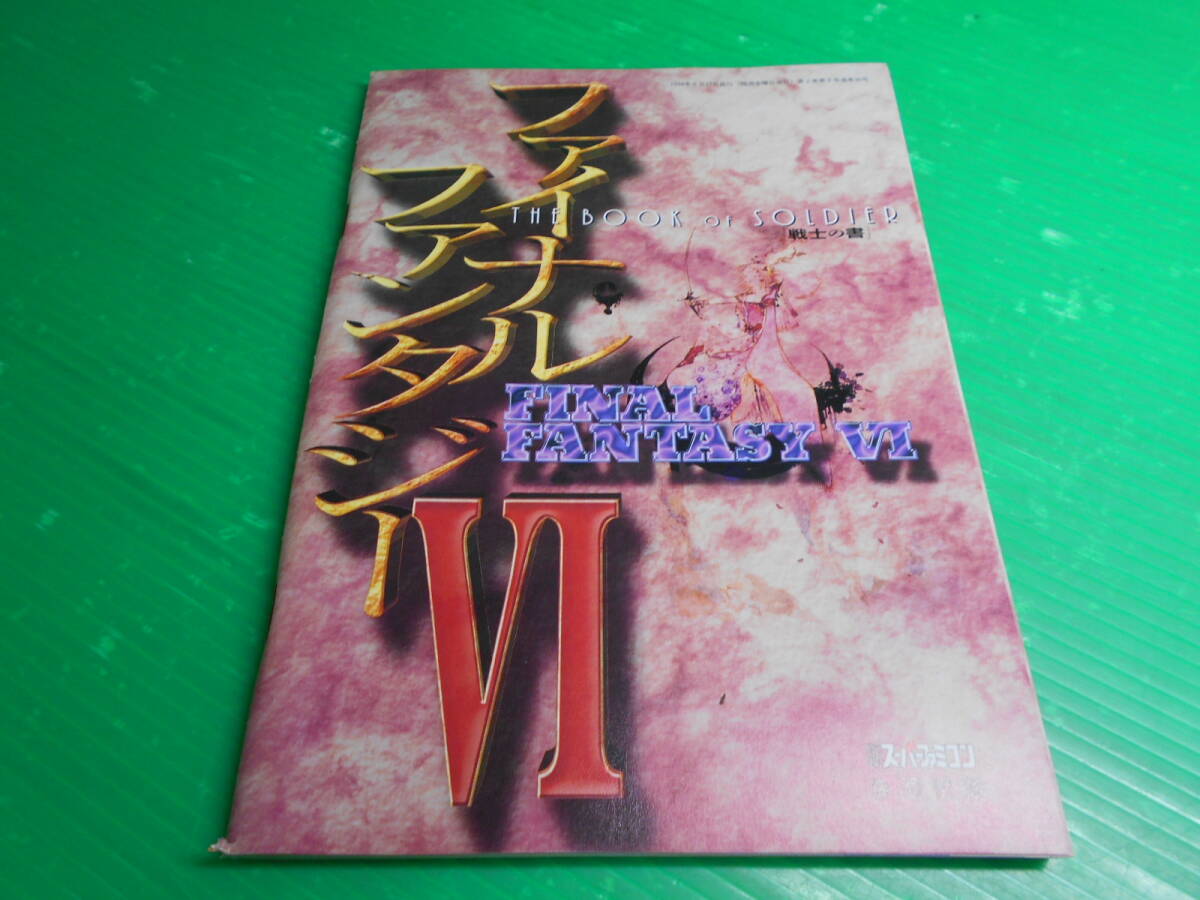 ファイナル
ファンタジー
VI
THE BOOK OF SOLDIER
「戦士の書」
FINAL
FANTASY VI
スーパーファミコン